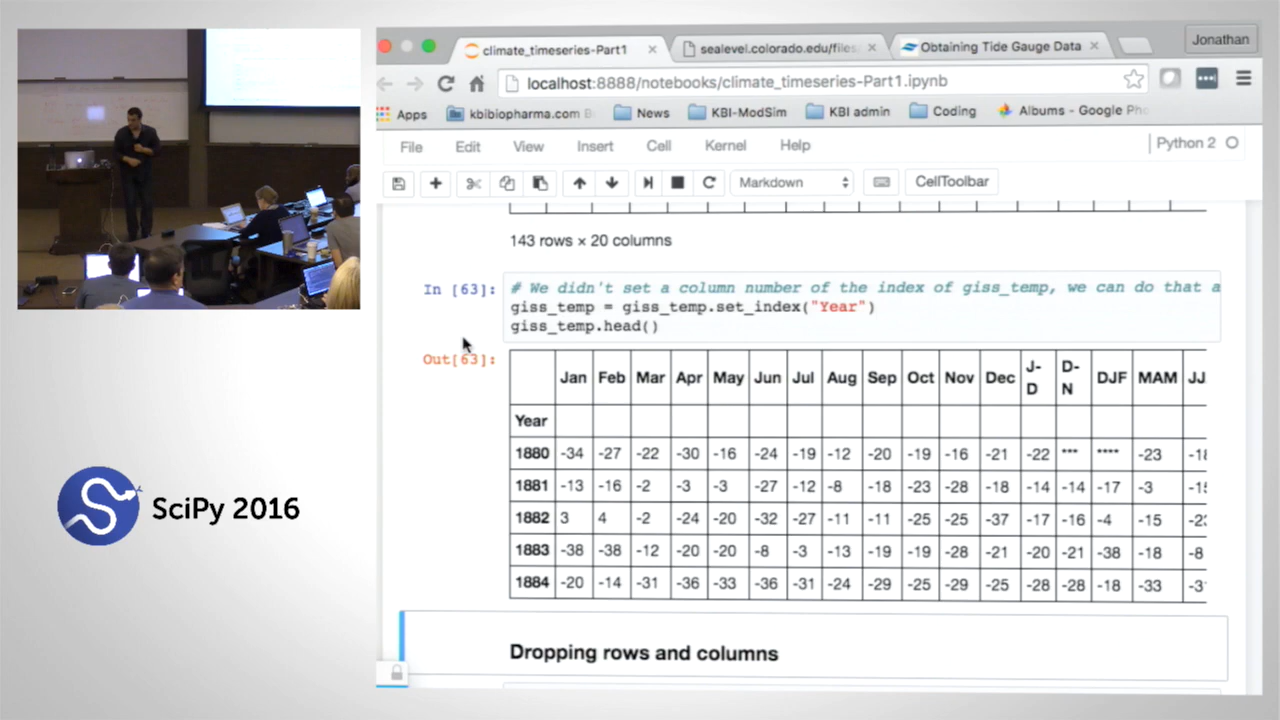 climate_timeseries-Part1
sealevel.colorado.edu/files
Obtaining Tide Gauge Data
Jonathan
localhost:8888/notebooks/climate_timeseries-Part1.ipynb
Apps
kbibiopharma.com
News
KBI-ModSim
KBI admin
Coding
Albums - Google Pho
File Edit View Insert Cell Kernel Help
Python 2
Markdown
CellToolbar
143 rows × 20 columns
In [63]:
# We didn't set a column number of the index of giss_temp, we can do that a
giss_temp = giss_temp.set_index("Year")
giss_temp.head()
Out[63]:
Jan Feb Mar Apr May Jun Jul Aug Sep Oct Nov Dec J-D D-N DJF MAM JJ
Year
1880 -34 -27 -22 -30 -16 -24 -19 -12 -20 -19 -16 -21 -22 *** **** -23
1881 -13 -16 -2 -3 -3 -27 -12 -8 -18 -23 -28 -18 -14 -14 -17 -3
1882 3 4 -2 -24 -20 -32 -27 -11 -11 -25 -25 -37 -17 -16 -4 -15
1883 -38 -38 -12 -20 -20 -8 -3 -13 -19 -19 -28 -21 -20 -21 -38 -18 -8
1884 -20 -14 -31 -36 -33 -36 -31 -24 -29 -25 -29 -25 -28 -28 -18 -33
Dropping rows and columns
SciPy 2016